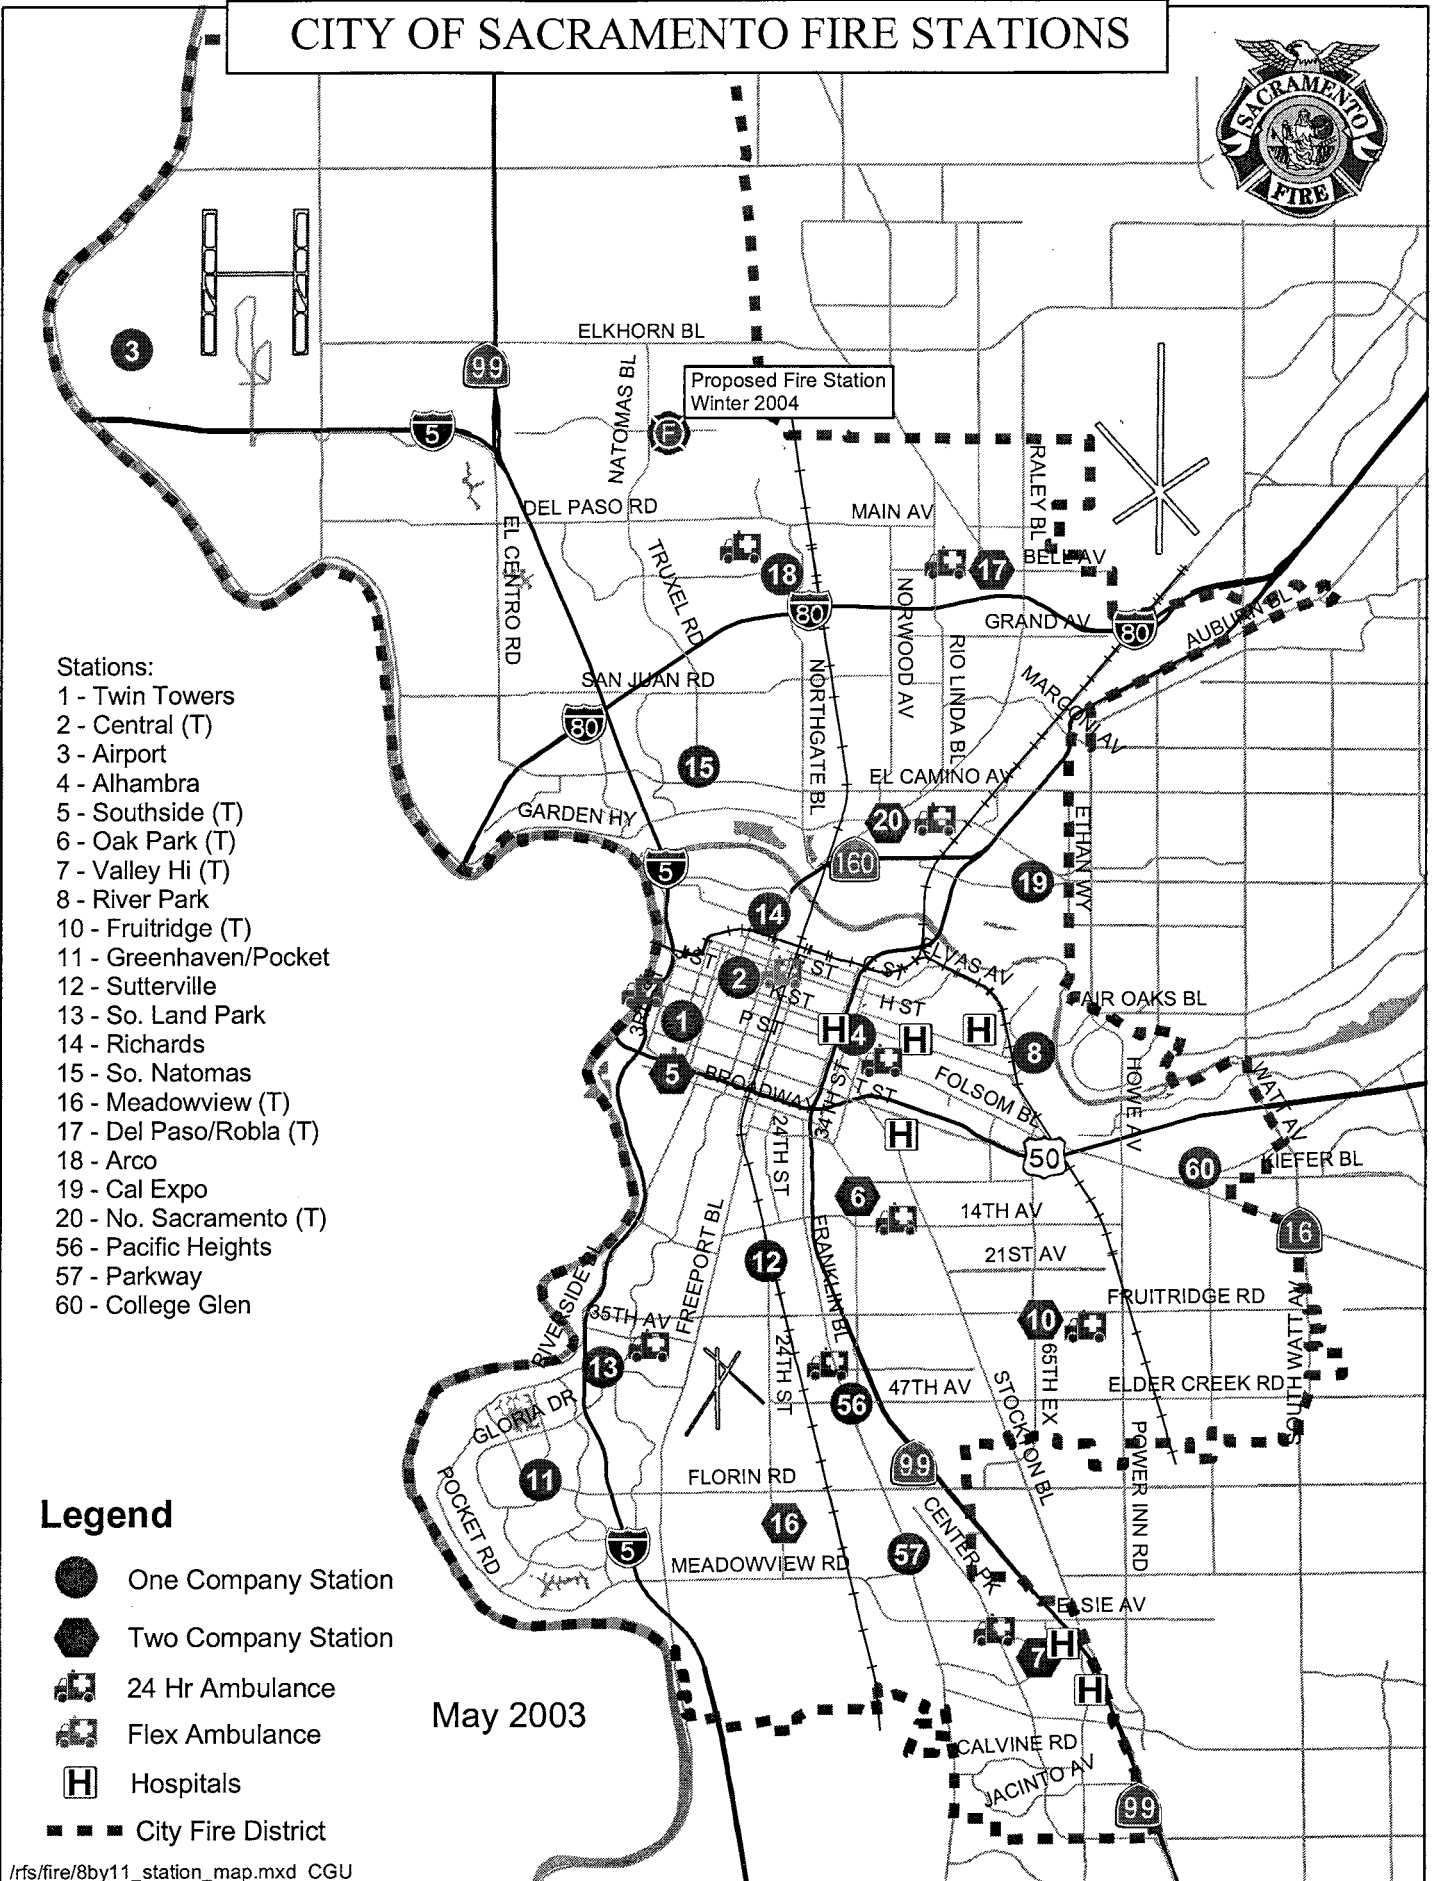 CITY OF SACRAMENTO FIRE STATIONS
SACRAMENTO
FIRE
3
ELKHORN BL
99
NATOMAS BL
Proposed Fire Station
Winter 2004
F
5
RALEY BL
DEL PASO RD
MAIN AV
EL CENTRO RD
TRUXEL RD
18
17
BELL AV
80
NORWOOD AV
GRAND AV
80
AUBURN BL
RIO LINDA BL
SAN JUAN RD
NORTHGATE BL
MARCONI AV
80
15
EL CAMINO AV
GARDEN HY
20
ETHAN WY
5
160
19
14
J ST
2
F ST
ST
ELVAS AV
K ST
H ST
FAIR OAKS BL
3RD ST
1
P ST
H
4
H
H
8
5
BROADWAY
34TH ST
T ST
FOLSOM BL
HOWE AV
WATT AV
24TH ST
H
50
60
KIEFER BL
6
14TH AV
16
FREEPORT BL
12
FRANKLIN BL
21ST AV
RIVERSIDE BL
35TH AV
10
FRUITRIDGE RD
SOUTH WATT AV
13
24TH ST
65TH EX
56
47TH AV
STOCKTON BL
ELDER CREEK RD
GLORIA DR
POWER INN RD
99
11
POCKET RD
FLORIN RD
16
CENTER PK
5
57
MEADOWVIEW RD
ELSIE AV
7
H
H
CALVINE RD
JACINTO AV
99
Stations:
1 - Twin Towers
2 - Central (T)
3 - Airport
4 - Alhambra
5 - Southside (T)
6 - Oak Park (T)
7 - Valley Hi (T)
8 - River Park
10 - Fruitridge (T)
11 - Greenhaven/Pocket
12 - Sutterville
13 - So. Land Park
14 - Richards
15 - So. Natomas
16 - Meadowview (T)
17 - Del Paso/Robla (T)
18 - Arco
19 - Cal Expo
20 - No. Sacramento (T)
56 - Pacific Heights
57 - Parkway
60 - College Glen
Legend
One Company Station
Two Company Station
24 Hr Ambulance
Flex Ambulance
H Hospitals
City Fire District
May 2003
/rfs/fire/8by11_station_map.mxd CGU